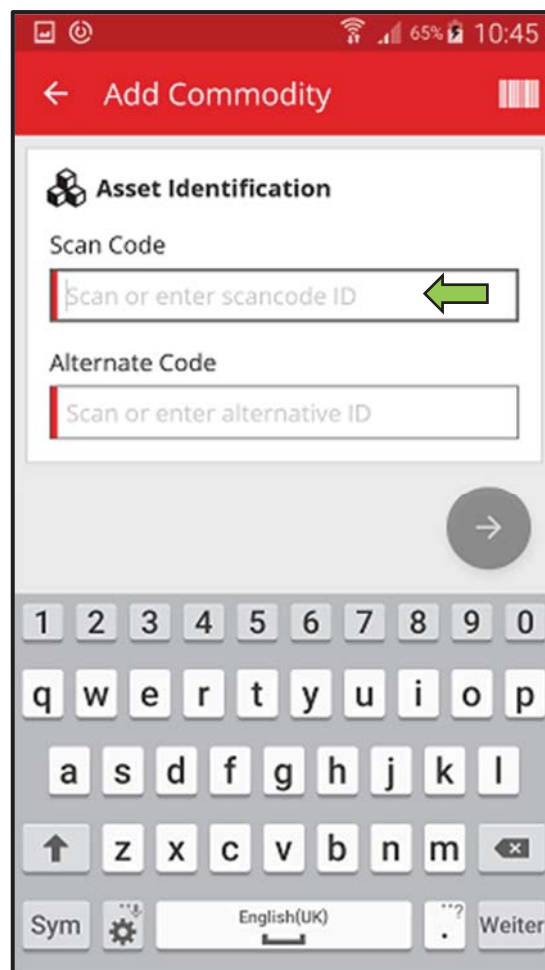 65% 10:45
Add Commodity
Asset Identification
Scan Code
Scan or enter scancode ID
Alternate Code
Scan or enter alternative ID
1 2 3 4 5 6 7 8 9 0
q w e r t y u i o p
a s d f g h j k l
z x c v b n m
Sym English(UK) . ? Weiter